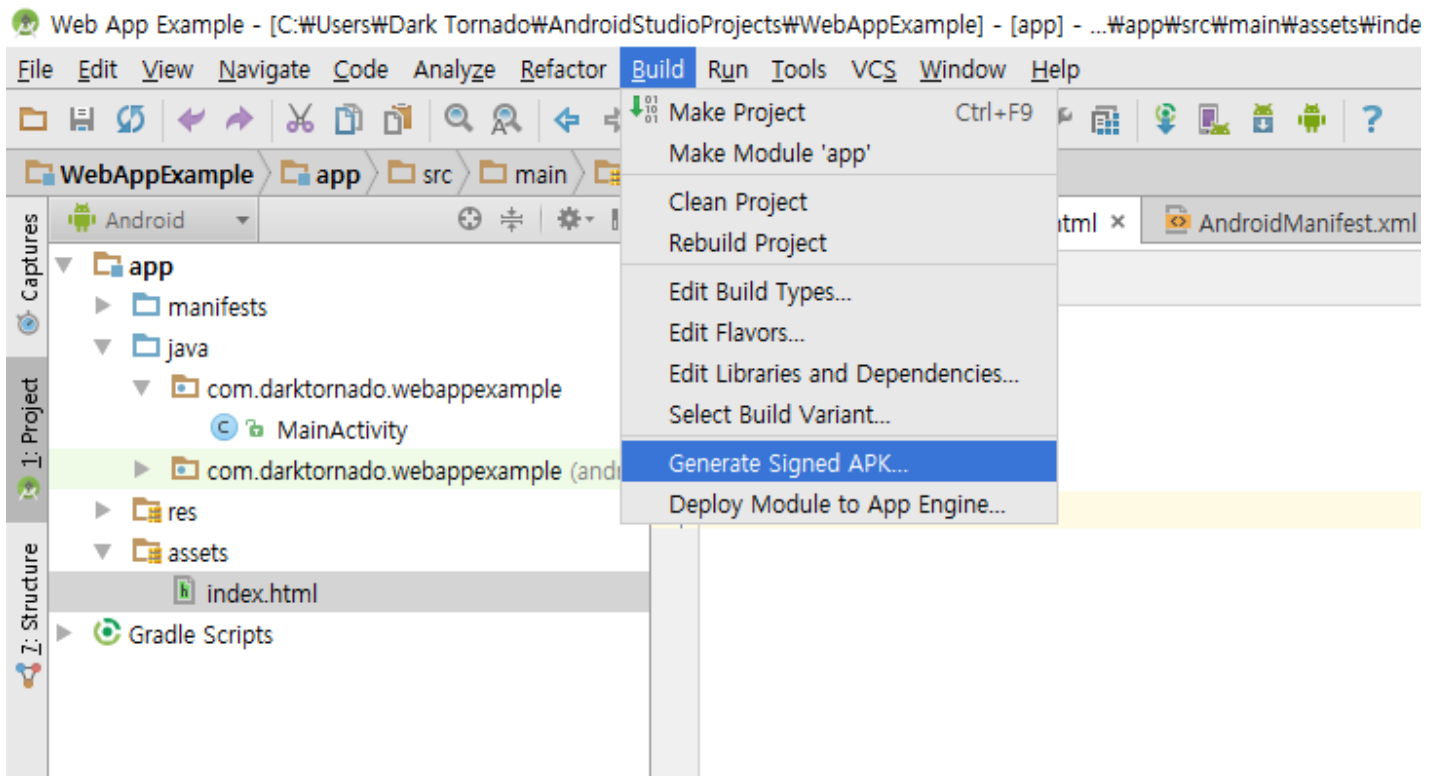 Web App Example - [C:₩Users₩Dark Tornado₩AndroidStudioProjects₩WebAppExample] - [app] - ...₩app₩src₩main₩assets₩inde
File Edit View Navigate Code Analyze Refactor Build Run Tools VCS Window Help
Make Project Ctrl+F9
Make Module 'app'
Clean Project
Rebuild Project
Edit Build Types...
Edit Flavors...
Edit Libraries and Dependencies...
Select Build Variant...
Generate Signed APK...
Deploy Module to App Engine...
WebAppExample app src main
Android
html AndroidManifest.xml
Captures
1: Project
7: Structure
app
manifests
java
com.darktornado.webappexample
MainActivity
com.darktornado.webappexample (andr
res
assets
index.html
Gradle Scripts